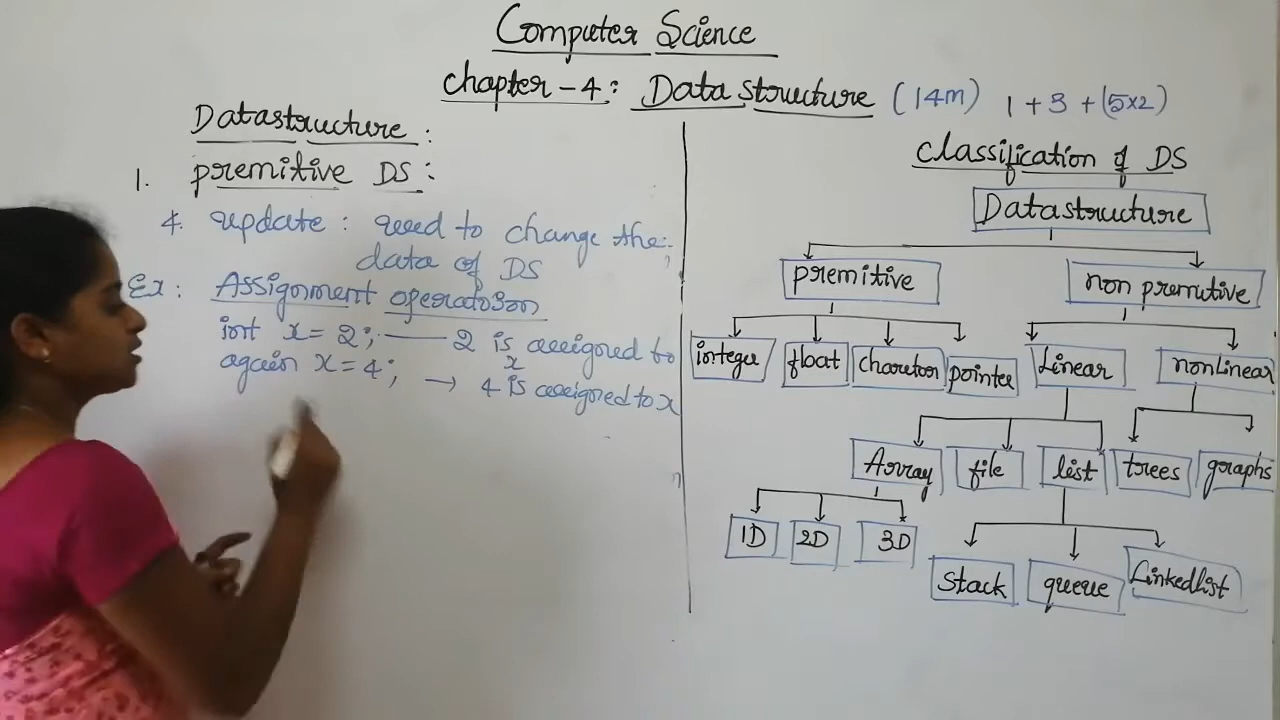 Computer Science
chapter - 4: Data structure (14m) 1 + 3 + (5x2)
Datastructure:
1. premitive DS:
4. update: used to change the
data of DS
Ex: Assignment operation
int x = 2; —— 2 is assigned to
x
again x = 4; → 4 is assigned to x
classification of DS
Datastructure
premitive
non premitive
integer
float
pointer
Linear
nonLinear
Array
file
list
trees
graphs
1D
2D
3D
Stack
queue
Linkedlist